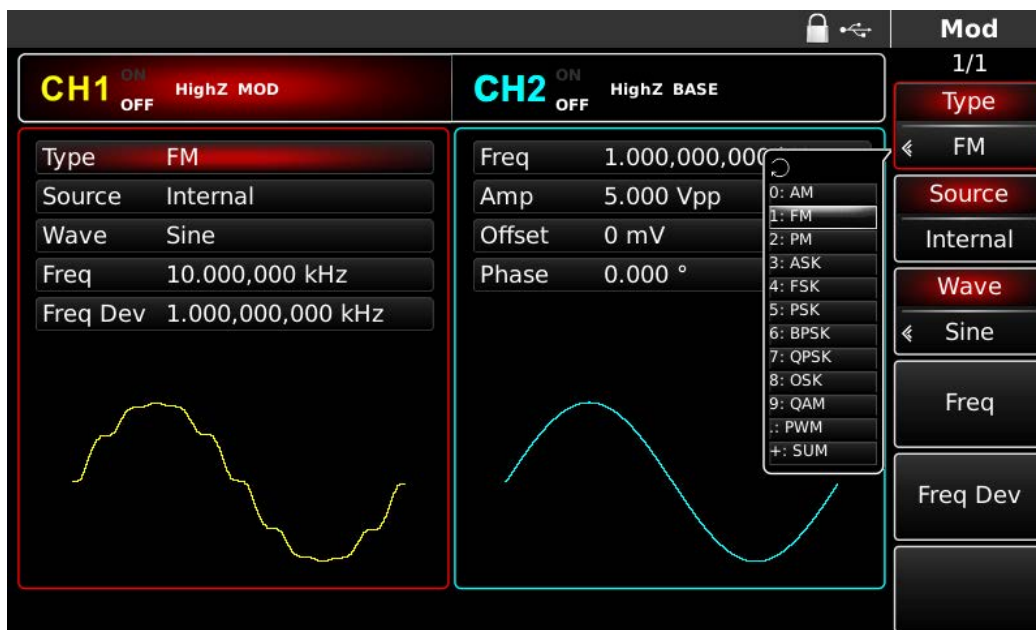 Mod
1/1
CH1 ON OFF HighZ MOD
CH2 ON OFF HighZ BASE
Type FM
Source Internal
Wave Sine
Freq 10.000,000 kHz
Freq Dev 1.000,000,000 kHz
Freq 1.000,000,000
Amp 5.000 Vpp
Offset 0 mV
Phase 0.000 °
0: AM
1: FM
2: PM
3: ASK
4: FSK
5: PSK
6: BPSK
7: QPSK
8: OSK
9: QAM
.: PWM
+: SUM
Type
FM
Source
Internal
Wave
Sine
Freq
Freq Dev